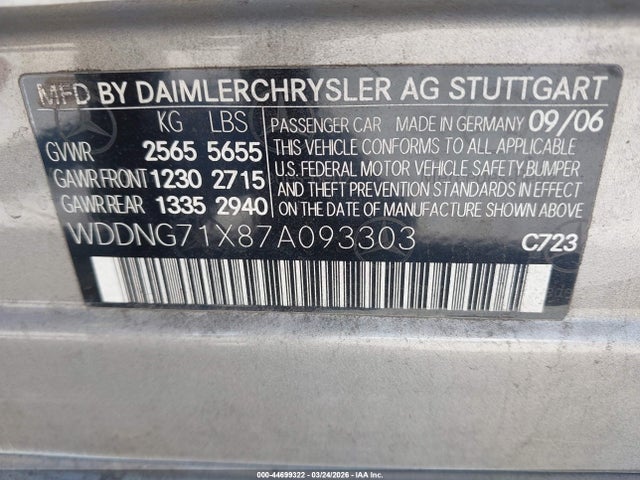 MFD BY DAIMLERCHRYSLER AG STUTTGART
KG LBS
GVWR 2565 5655
GAWR FRONT 1230 2715
GAWR REAR 1335 2940
PASSENGER CAR MADE IN GERMANY 09/06
THIS VEHICLE CONFORMS TO ALL APPLICABLE
U.S. FEDERAL MOTOR VEHICLE SAFETY, BUMPER
AND THEFT PREVENTION STANDARDS IN EFFECT
ON THE DATE OF MANUFACTURE SHOWN ABOVE.
WDDNG71X87A093303 C723
000-44699322 | 03/24/2026 | IAA, Inc.